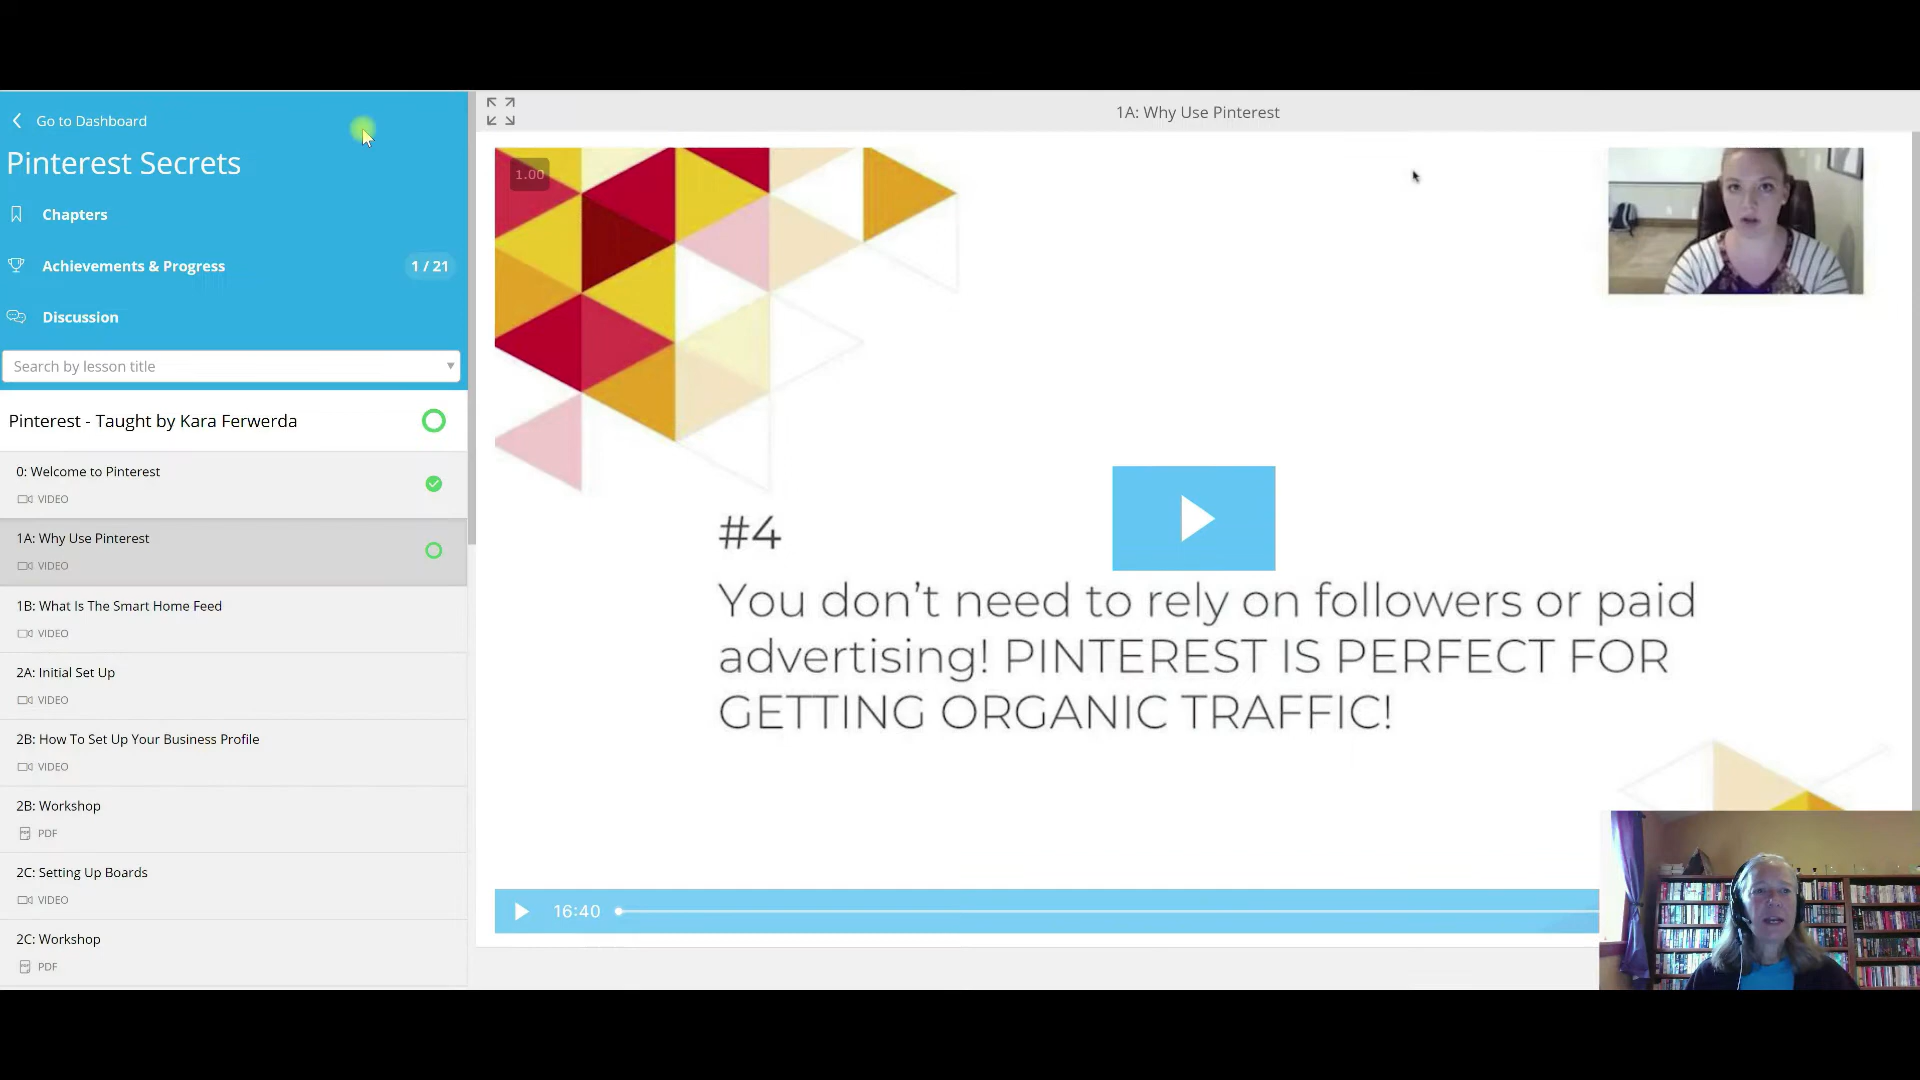 Go to Dashboard
Pinterest Secrets
Chapters
Achievements & Progress
1 / 21
Discussion
Search by lesson title
Pinterest - Taught by Kara Ferwerda
0: Welcome to Pinterest
VIDEO
1A: Why Use Pinterest
VIDEO
1B: What Is The Smart Home Feed
VIDEO
2A: Initial Set Up
VIDEO
2B: How To Set Up Your Business Profile
VIDEO
2B: Workshop
PDF
2C: Setting Up Boards
VIDEO
2C: Workshop
PDF
1A: Why Use Pinterest
1.00
#4
You don't need to rely on followers or paid
advertising! PINTEREST IS PERFECT FOR
GETTING ORGANIC TRAFFIC!
16:40